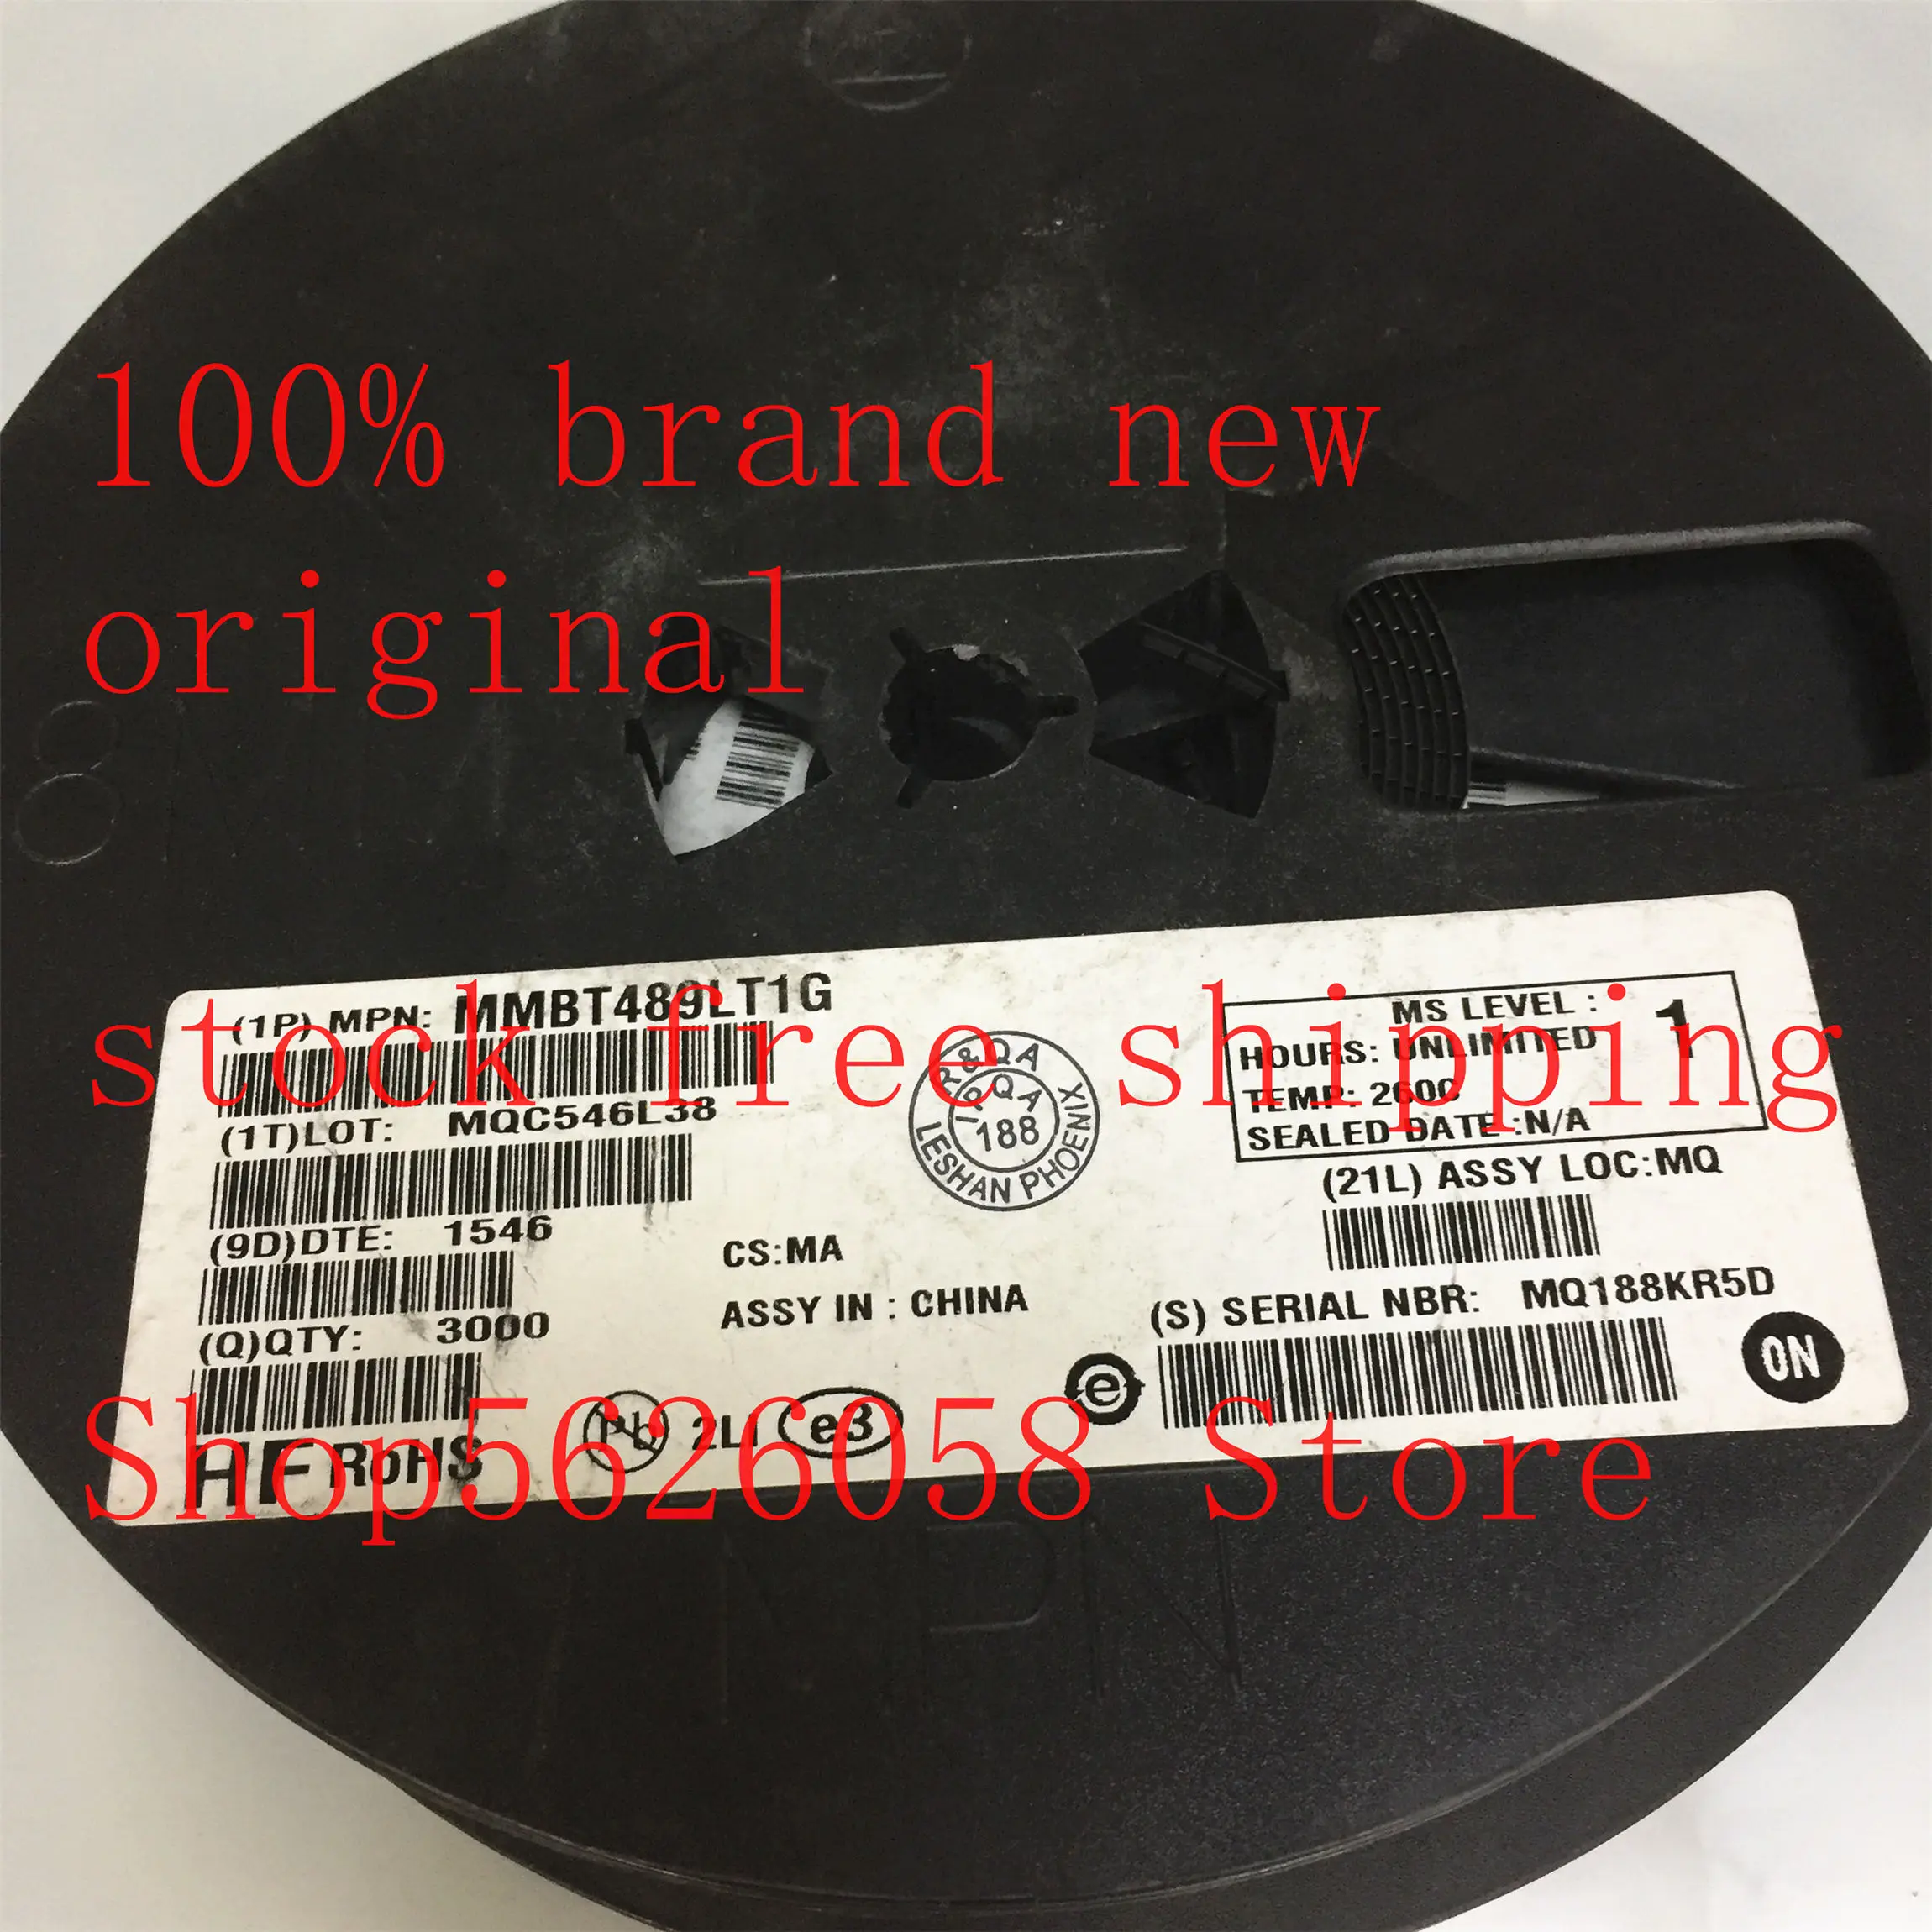 100% brand new
original
stock free shipping
Shop5626058 Store
(1P) MPN: MMBT489LT1G
(1T)LOT: MQC546L38
(9D)DTE: 1546
(Q)QTY: 3000
HF RoHS
Pb 2LI e3
CS:MA
ASSY IN : CHINA
R&QA
IPQA
188
LESHAN PHOENIX
MS LEVEL : 1
HOURS: UNLIMITED
TEMP: 260C
SEALED DATE :N/A
(21L) ASSY LOC:MQ
(S) SERIAL NBR: MQ188KR5D
e
ON
MPN